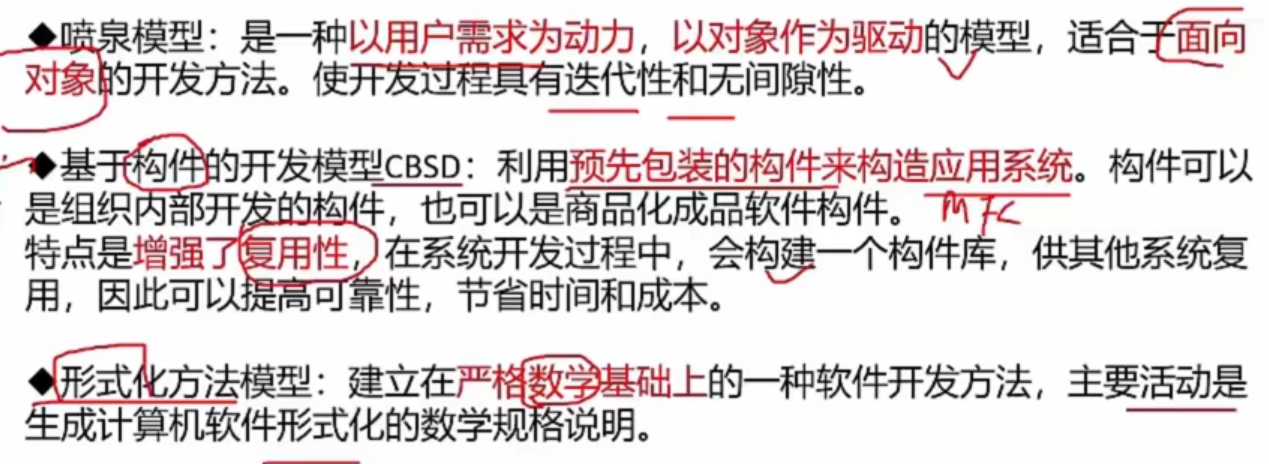 ◆喷泉模型：是一种以用户需求为动力，以对象作为驱动的模型，适合于面向
对象的开发方法。使开发过程具有迭代性和无间隙性。
◆基于构件的开发模型CBSD：利用预先包装的构件来构造应用系统。构件可以
是组织内部开发的构件，也可以是商品化成品软件构件。 MFC
特点是增强了复用性，在系统开发过程中，会构建一个构件库，供其他系统复
用，因此可以提高可靠性，节省时间和成本。
◆形式化方法模型：建立在严格数学基础上的一种软件开发方法，主要活动是
生成计算机软件形式化的数学规格说明。